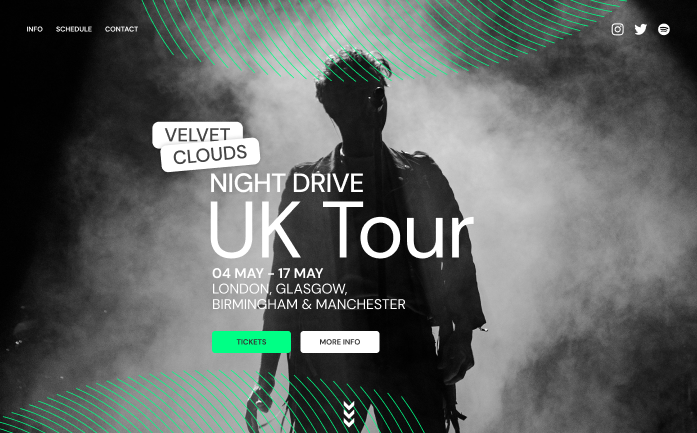 INFO SCHEDULE CONTACT
VELVET
CLOUDS
NIGHT DRIVE
UK Tour
04 MAY - 17 MAY
LONDON, GLASGOW,
BIRMINGHAM & MANCHESTER
TICKETS MORE INFO